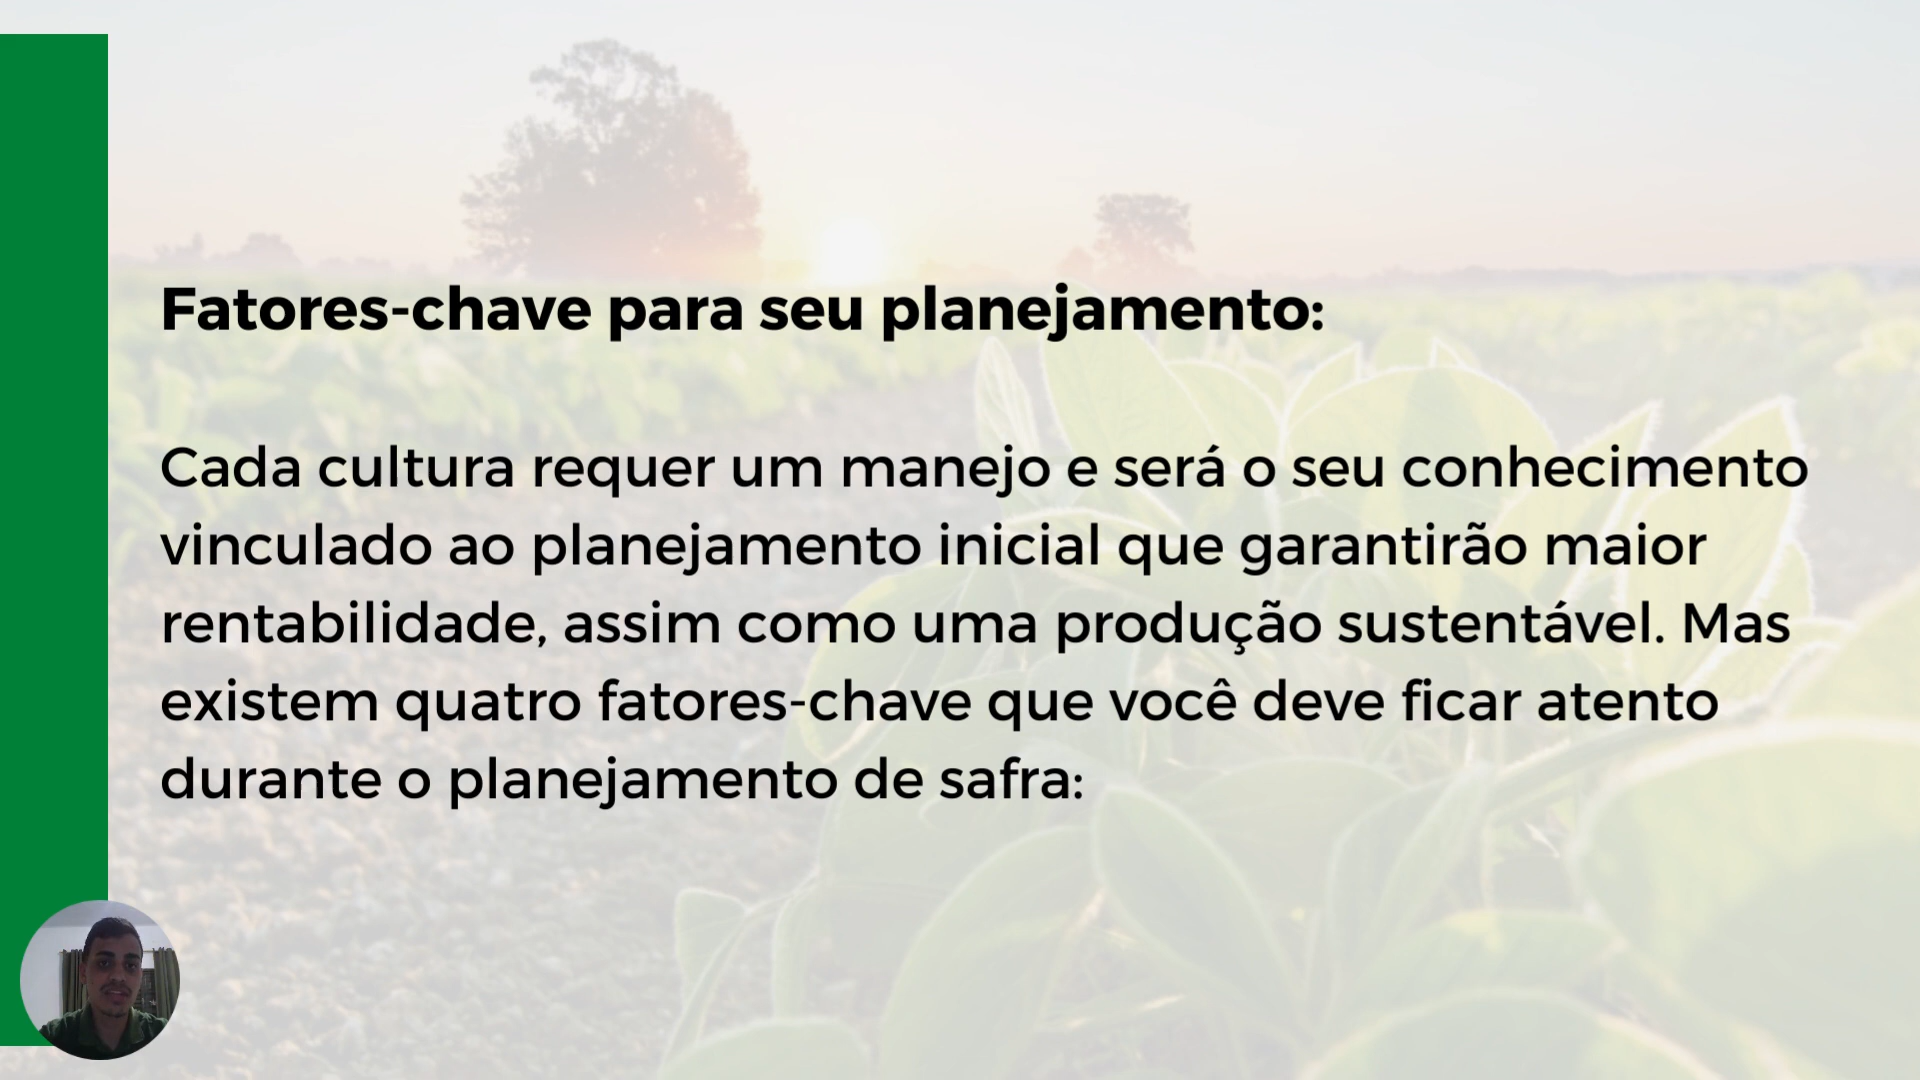 Fatores-chave para seu planejamento:
Cada cultura requer um manejo e será o seu conhecimento
vinculado ao planejamento inicial que garantirão maior
rentabilidade, assim como uma produção sustentável. Mas
existem quatro fatores-chave que você deve ficar atento
durante o planejamento de safra: